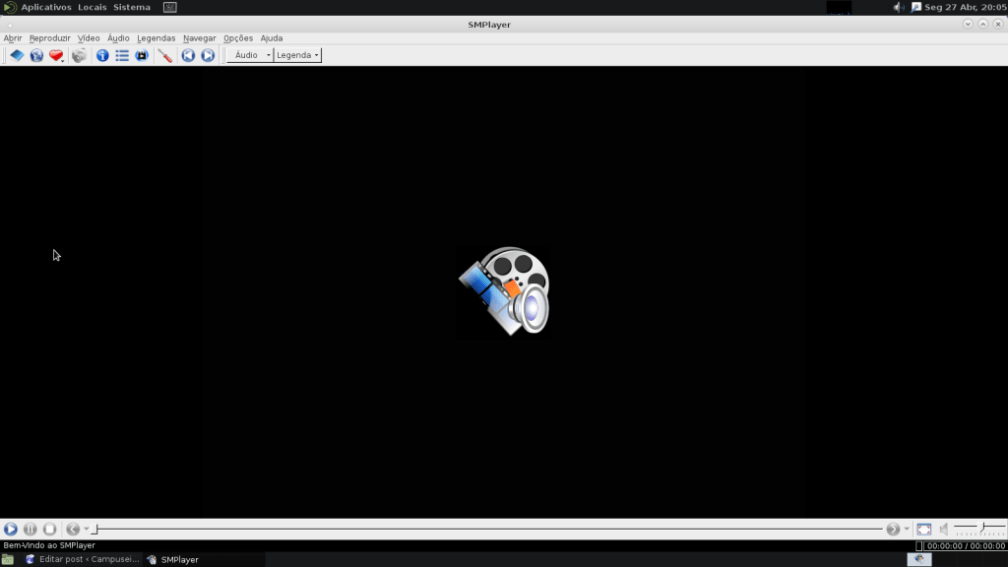 Aplicativos Locais Sistema Seg 27 Abr, 20:05
SMPlayer
Abrir Reproduzir Vídeo Áudio Legendas Navegar Opções Ajuda
Áudio Legenda
Bem-Vindo ao SMPlayer 00:00:00 / 00:00:00
Editar post ‹ Campusei... SMPlayer